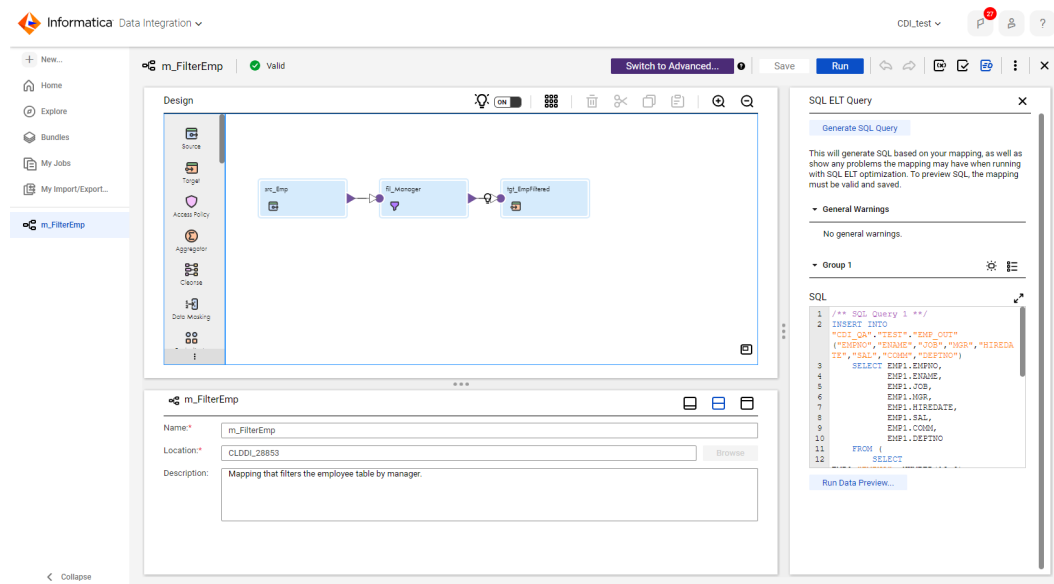 Informatica Data Integration
CDI_test
27
?
New...
Home
Explore
Bundles
My Jobs
My Import/Export...
m_FilterEmp
Collapse
m_FilterEmp
Valid
Switch to Advanced...
Save
Run
Design
ON
Source
Target
Access Policy
Aggregator
Cleanse
Data Masking
src_Emp
fil_Manager
tgt_EmpFiltered
m_FilterEmp
Name:*
m_FilterEmp
Location:*
CLDDI_28853
Browse
Description:
Mapping that filters the employee table by manager.
SQL ELT Query
Generate SQL Query
This will generate SQL based on your mapping, as well as
show any problems the mapping may have when running
with SQL ELT optimization. To preview SQL, the mapping
must be valid and saved.
General Warnings
No general warnings.
Group 1
SQL
1 /** SQL Query 1 **/
2 INSERT INTO
"CDI_QA"."TEST"."EMP_OUT"
("EMPNO","ENAME","JOB","MGR","HIREDA
TE","SAL","COMM","DEPTNO")
3 SELECT EMP1.EMPNO,
4 EMP1.ENAME,
5 EMP1.JOB,
6 EMP1.MGR,
7 EMP1.HIREDATE,
8 EMP1.SAL,
9 EMP1.COMM,
10 EMP1.DEPTNO
11 FROM (
12 SELECT
Run Data Preview...